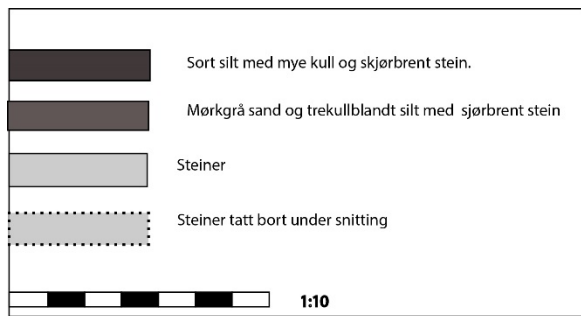 Sort silt med mye kull og skjørbrent stein.
Mørkgrå sand og trekullblandt silt med sjørbrent stein
Steiner
Steiner tatt bort under snitting
1:10